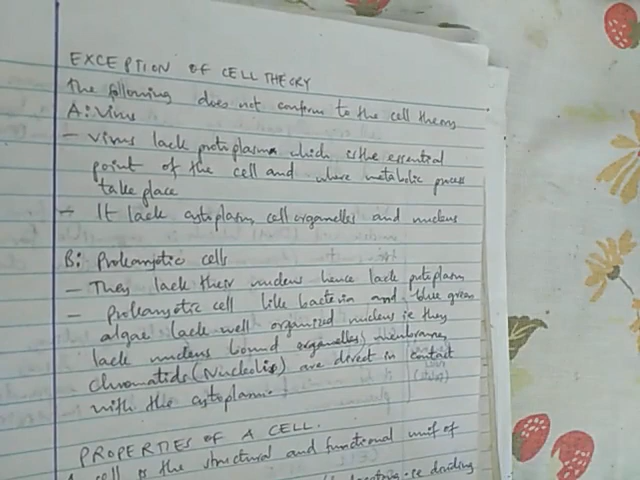 EXCEPTION OF CELL THEORY
The following does not conform to the cell theory
A: Virus
- Virus lack protoplasm which is the essential
point of the cell and where metabolic process
take place
- It lack cytoplasm, cell organelles and nucleus
B: Prokaryotic cells
- They lack their nucleus hence lack protoplasm
- Prokaryotic cell like bacteria and blue green
algae lack well organized nucleus ie they
lack nucleus bound organelles, membrane,
Chromatids (Nucleolis) are direct in contact
with the cytoplasm.
PROPERTIES OF A CELL.
A cell is the structural and functional unit of
ie dividing